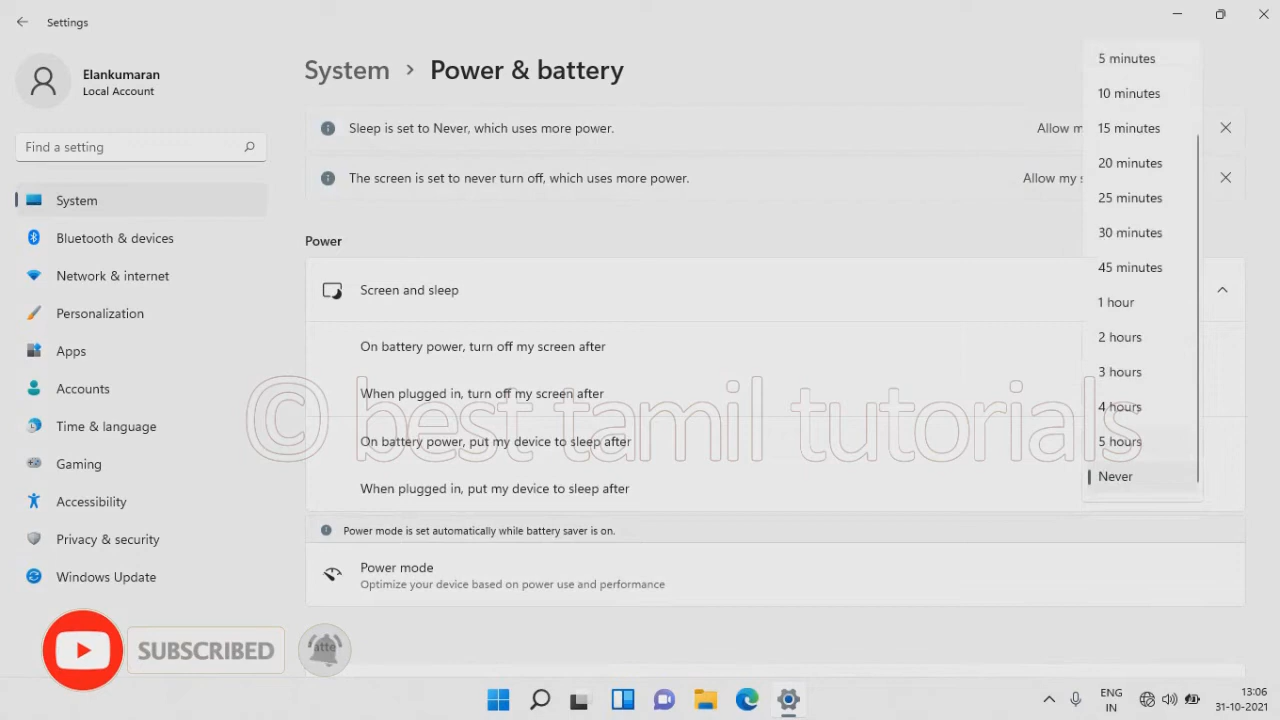 Settings
Elankumaran
Local Account
Find a setting
System
Bluetooth & devices
Network & internet
Personalization
Apps
Accounts
Time & language
Gaming
Accessibility
Privacy & security
Windows Update
System > Power & battery
Sleep is set to Never, which uses more power.
Allow m
The screen is set to never turn off, which uses more power.
Allow my s
Power
Screen and sleep
On battery power, turn off my screen after
When plugged in, turn off my screen after
On battery power, put my device to sleep after
When plugged in, put my device to sleep after
Power mode is set automatically while battery saver is on.
Power mode
Optimize your device based on power use and performance
5 minutes
10 minutes
15 minutes
20 minutes
25 minutes
30 minutes
45 minutes
1 hour
2 hours
3 hours
4 hours
5 hours
Never
© best tamil tutorials
SUBSCRIBED
ENG
IN
13:06
31-10-2021